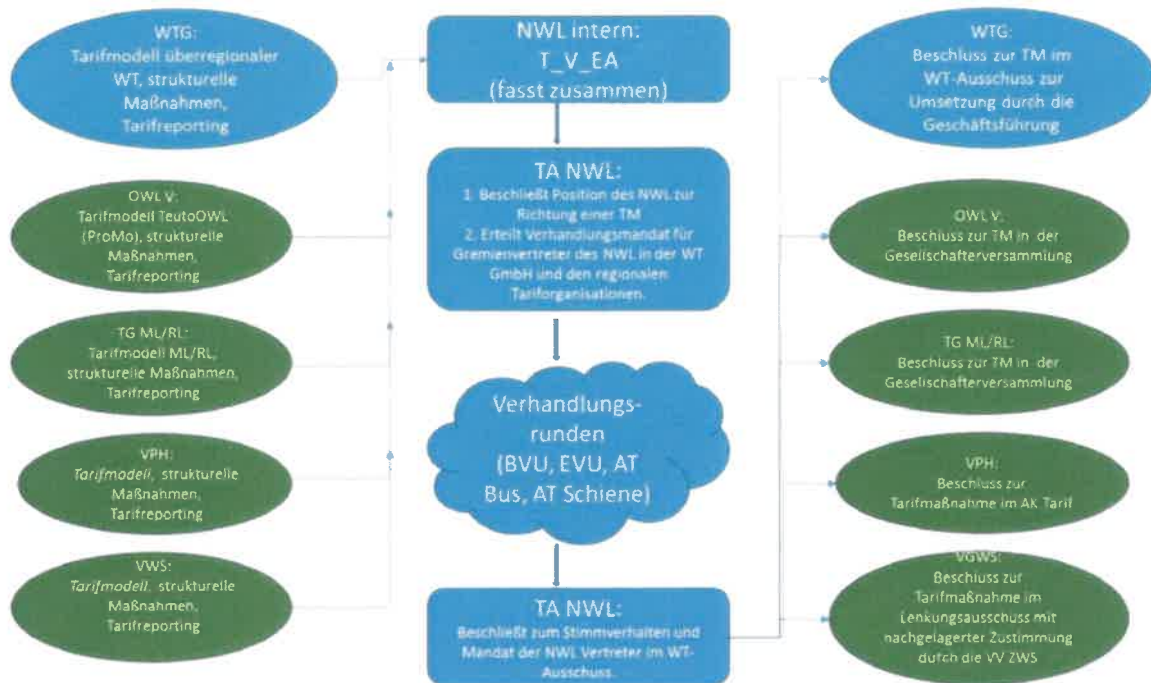 WTG:
Tarifmodell überregionaler
WT, strukturelle
Maßnahmen,
Tarifreporting
OWL V:
Tarifmodell TeutoOWL
(ProMo), strukturelle
Maßnahmen,
Tarifreporting
TG ML/RL:
Tarifmodell ML/RL,
strukturelle Maßnahmen,
Tarifreporting
VPH:
Tarifmodell, strukturelle
Maßnahmen,
Tarifreporting
VWS:
Tarifmodell, strukturelle
Maßnahmen,
Tarifreporting
NWL intern:
T_V_EA
(fasst zusammen)
TA NWL:
1. Beschließt Position des NWL zur
Richtung einer TM
2. Erteilt Verhandlungsmandat für
Gremienvertreter des NWL in der WT
GmbH und den regionalen
Tariforganisationen.
Verhandlungs-
runden
(BVU, EVU, AT
Bus, AT Schiene)
TA NWL:
Beschließt zum Stimmverhalten und
Mandat der NWL Vertreter im WT-
Ausschuss.
WTG:
Beschluss zur TM im
WT-Ausschuss zur
Umsetzung durch die
Geschäftsführung
OWL V:
Beschluss zur TM in der
Gesellschafterversammlung
TG ML/RL:
Beschluss zur TM in der
Gesellschafterversammlung
VPH:
Beschluss zur
Tarifmaßnahme im AK Tarif
VGWS:
Beschluss zur
Tarifmaßnahme im
Lenkungsausschuss mit
nachgelagerter Zustimmung
durch die VV ZWS